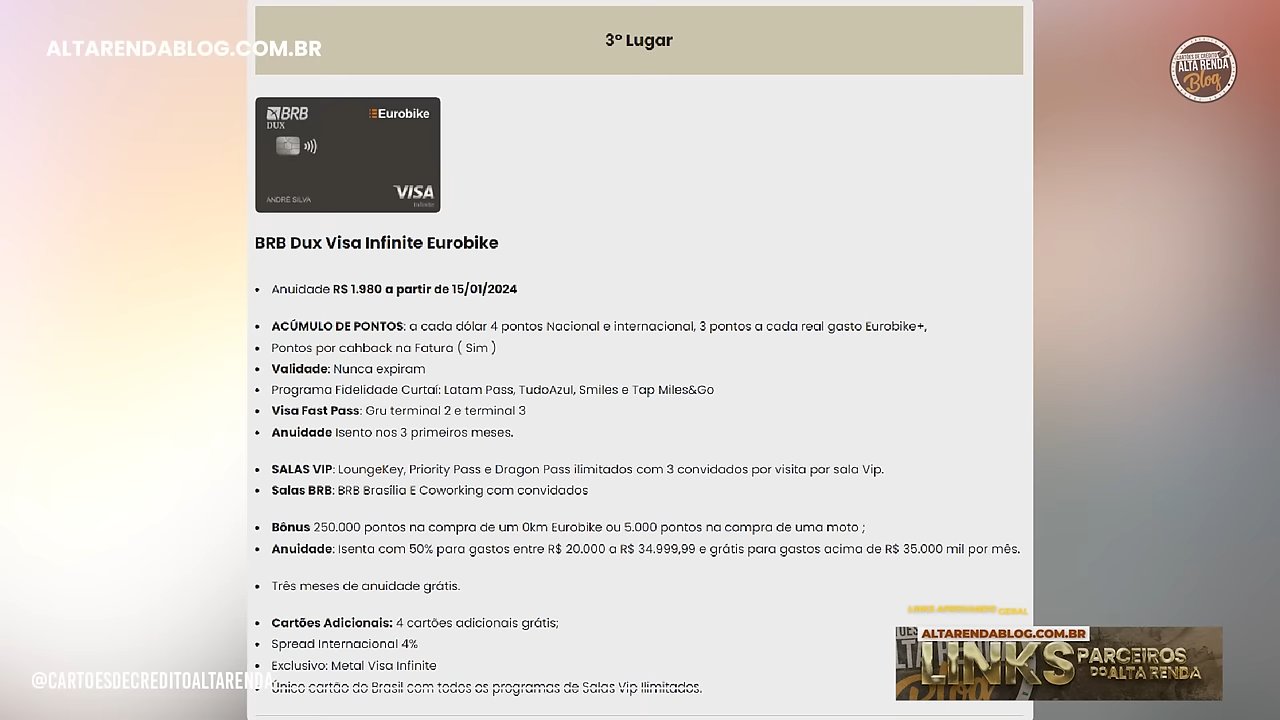 3º Lugar
ALTARENDABLOG.COM.BR
CARTÕES DE CRÉDITO
ALTA RENDA
Blog
BRB
DUX
Eurobike
ANDRÉ SILVA
VISA
Infinite
BRB Dux Visa Infinite Eurobike
• Anuidade R$ 1.980 a partir de 15/01/2024
• ACÚMULO DE PONTOS: a cada dólar 4 pontos Nacional e internacional, 3 pontos a cada real gasto Eurobike+,
• Pontos por cahback na Fatura ( Sim )
• Validade: Nunca expiram
• Programa Fidelidade Curtaí: Latam Pass, TudoAzul, Smiles e Tap Miles&Go
• Visa Fast Pass: Gru terminal 2 e terminal 3
• Anuidade Isento nos 3 primeiros meses.
• SALAS VIP: LoungeKey, Priority Pass e Dragon Pass ilimitados com 3 convidados por visita por sala Vip.
• Salas BRB: BRB Brasília E Coworking com convidados
• Bônus 250.000 pontos na compra de um 0km Eurobike ou 5.000 pontos na compra de uma moto ;
• Anuidade: Isenta com 50% para gastos entre R$ 20.000 a R$ 34.999,99 e grátis para gastos acima de R$ 35.000 mil por mês.
• Três meses de anuidade grátis.
• Cartões Adicionais: 4 cartões adicionais grátis;
• Spread Internacional 4%
• Exclusivo: Metal Visa Infinite
• Único cartão do Brasil com todos os programas de Salas Vip Ilimitados.
@CARTOESDECREDITOALTARENDA
GERAL
ALTARENDABLOG.COM.BR
LINKS PARCEIROS
DO ALTA RENDA